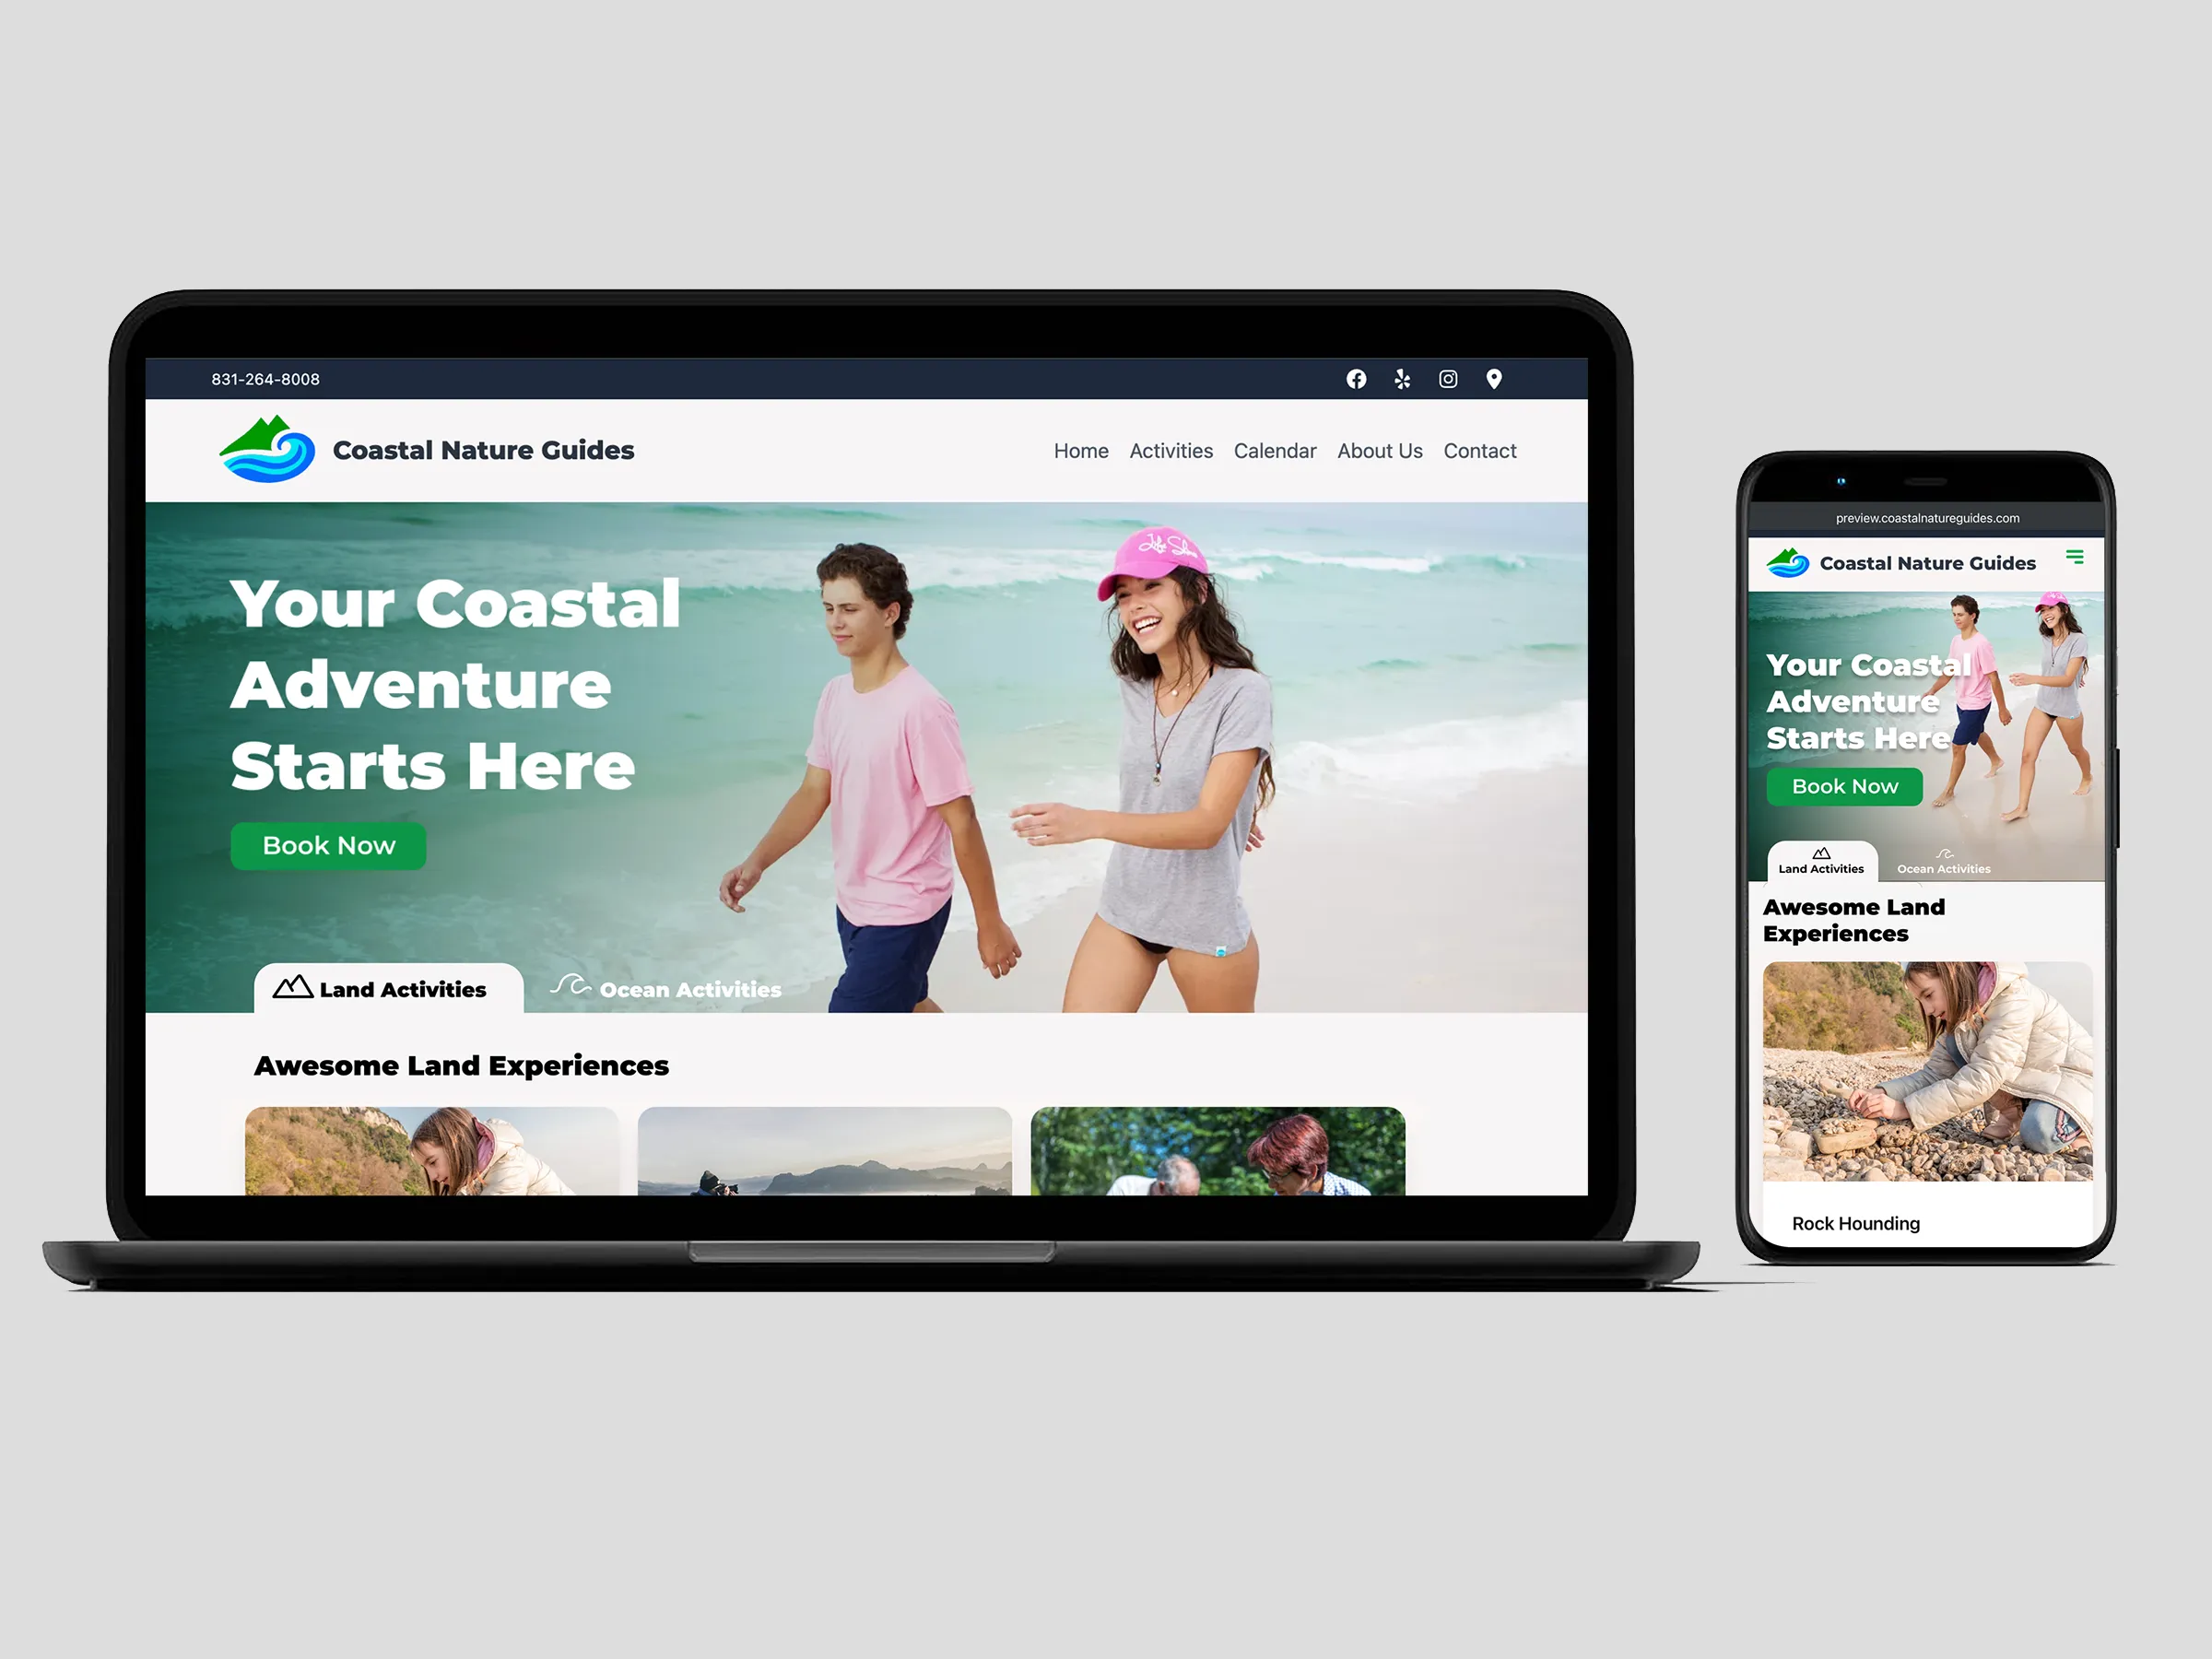 831-264-8008
Coastal Nature Guides
Home Activities Calendar About Us Contact
Your Coastal
Adventure
Starts Here
Book Now
Land Activities
Ocean Activities
Awesome Land Experiences
preview.coastalnatureguides.com
Coastal Nature Guides
Your Coastal
Adventure
Starts Here
Book Now
Land Activities
Ocean Activities
Awesome Land
Experiences
Rock Hounding